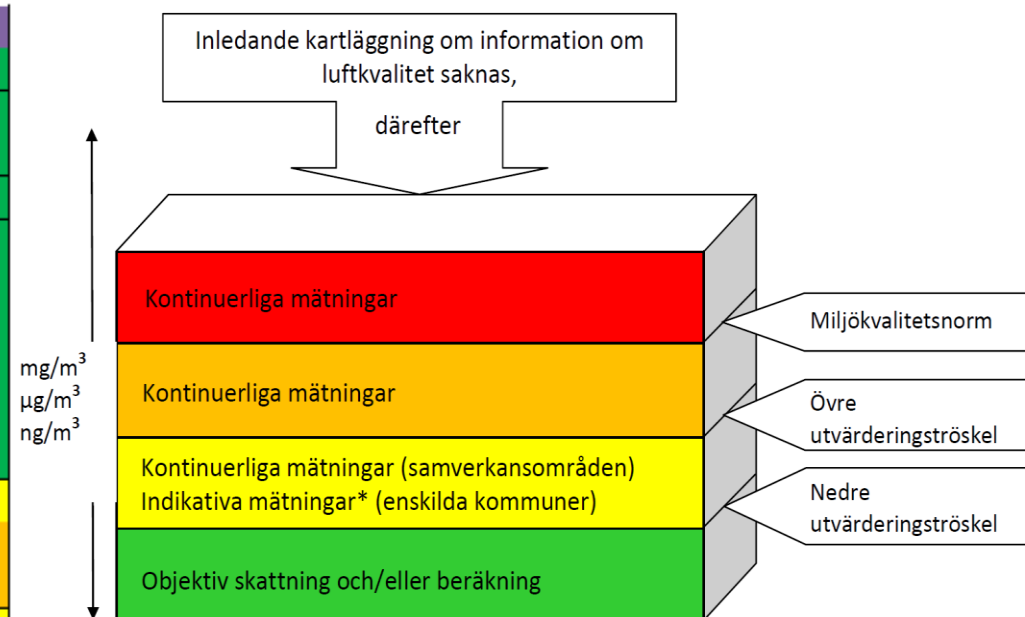 Inledande kartläggning om information om
luftkvalitet saknas,
därefter
Kontinuerliga mätningar
Miljökvalitetsnorm
mg/m³
µg/m³
ng/m³
Kontinuerliga mätningar
Övre
utvärderingströskel
Kontinuerliga mätningar (samverkansområden)
Indikativa mätningar* (enskilda kommuner)
Nedre
utvärderingströskel
Objektiv skattning och/eller beräkning